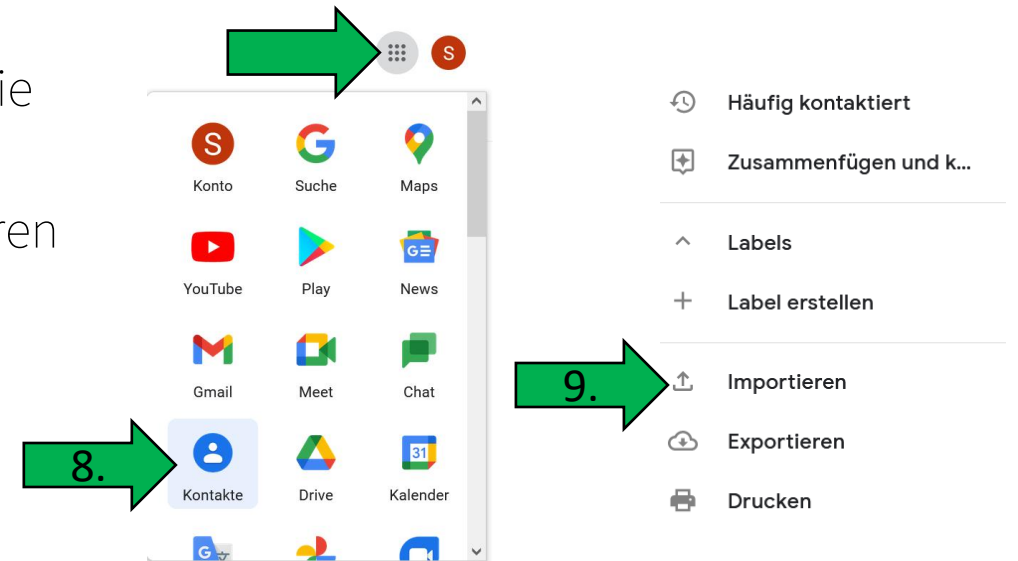 S
ie
ren
S
Konto
Suche
Maps
YouTube
G≡
Play
News
Gmail
Meet
Chat
8.
31
Kontakte
Drive
Kalender
G
Häufig kontaktiert
Zusammenfügen und k...
Labels
Label erstellen
9.
Importieren
Exportieren
Drucken